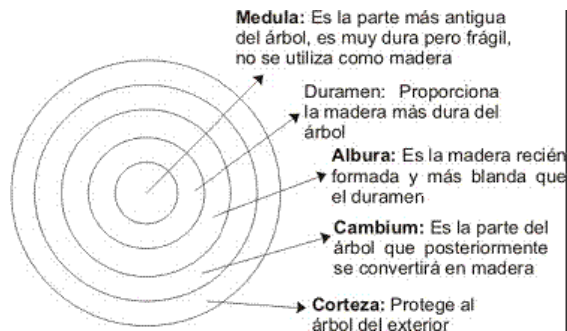 Medula: Es la parte más antigua
del árbol, es muy dura pero frágil,
no se utiliza como madera
Duramen: Proporciona
la madera más dura del
árbol
Albura: Es la madera recién
formada y más blanda que
el duramen
Cambium: Es la parte del
árbol que posteriormente
se convertirá en madera
Corteza: Protege al
árbol del exterior